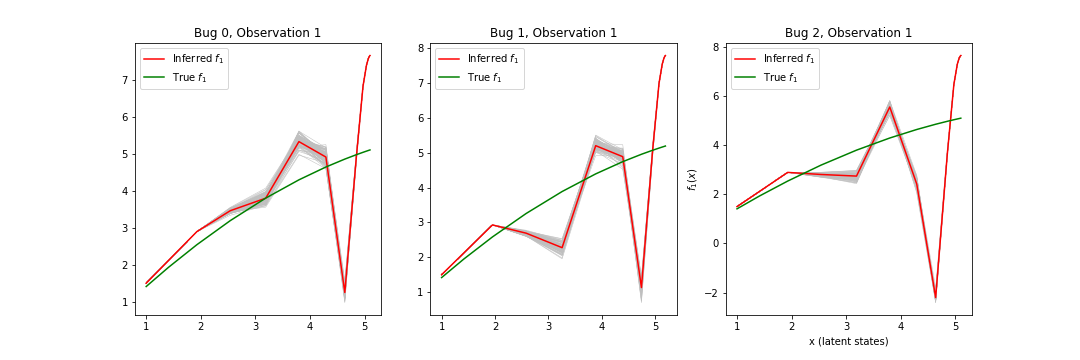 Bug 0, Observation 1
Inferred f₁
True f₁
7
6
5
4
3
2
1
1 2 3 4 5
Bug 1, Observation 1
Inferred f₁
True f₁
8
7
6
5
4
3
2
1
1 2 3 4 5
Bug 2, Observation 1
Inferred f₁
True f₁
f₁(x)
8
6
4
2
0
−2
1 2 3 4 5
x (latent states)